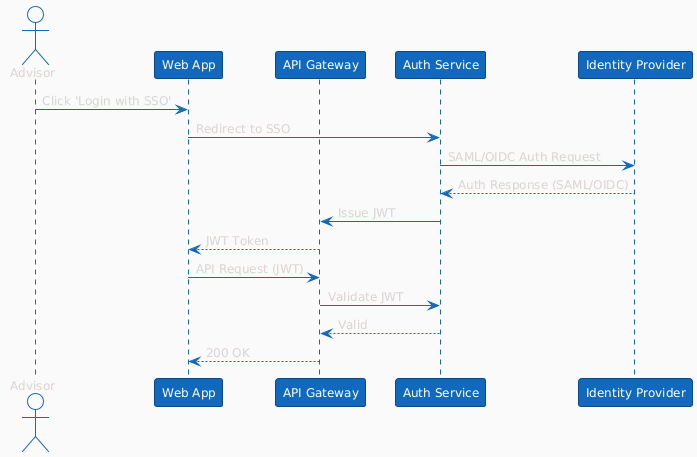 Advisor
Web App
API Gateway
Auth Service
Identity Provider
Click 'Login with SSO'
Redirect to SSO
SAML/OIDC Auth Request
Auth Response (SAML/OIDC)
Issue JWT
JWT Token
API Request (JWT)
Validate JWT
Valid
200 OK
Advisor
Web App
API Gateway
Auth Service
Identity Provider